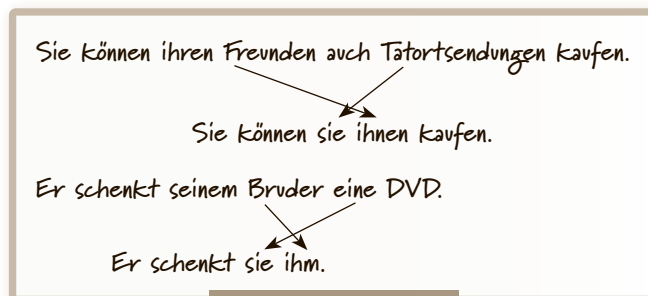 Sie können ihren Freunden auch Tatortsendungen kaufen.
Sie können sie ihnen kaufen.
Er schenkt seinem Bruder eine DVD.
Er schenkt sie ihm.